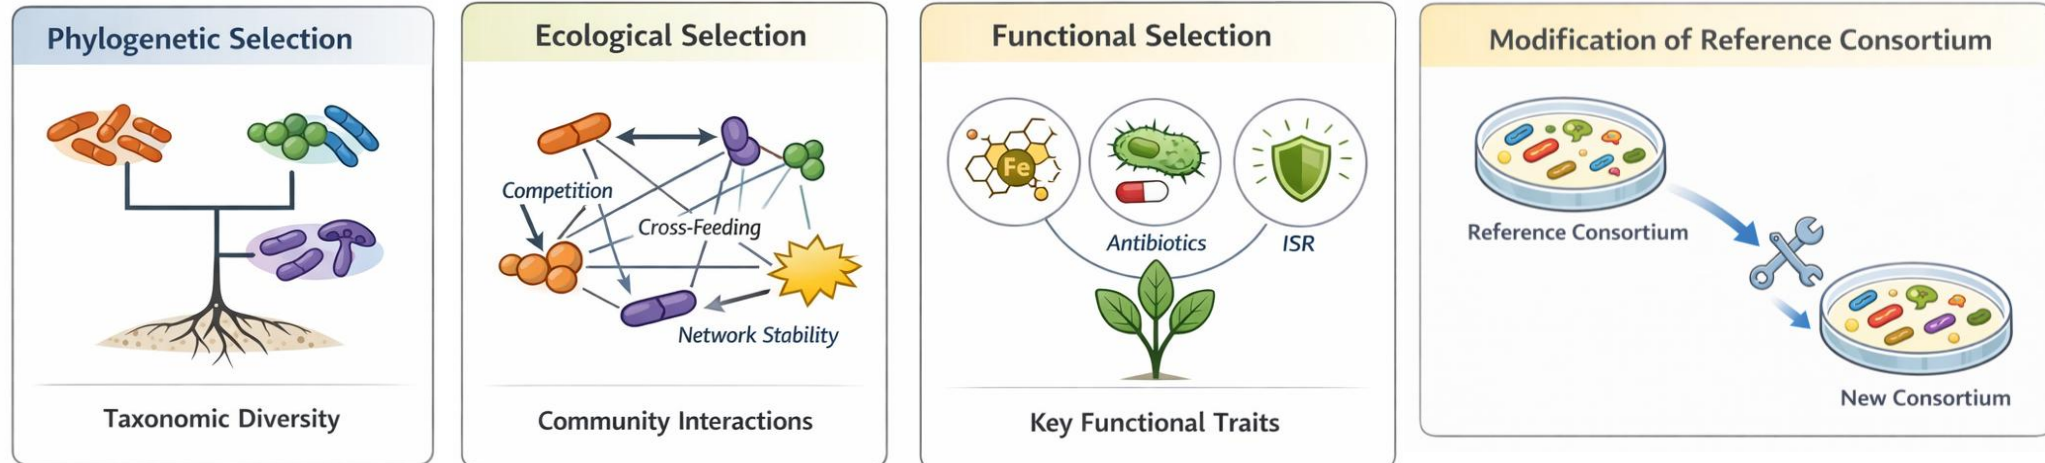 Phylogenetic Selection
Taxonomic Diversity
Ecological Selection
Competition
Cross-Feeding
Network Stability
Community Interactions
Functional Selection
Fe
Antibiotics
ISR
Key Functional Traits
Modification of Reference Consortium
Reference Consortium
New Consortium